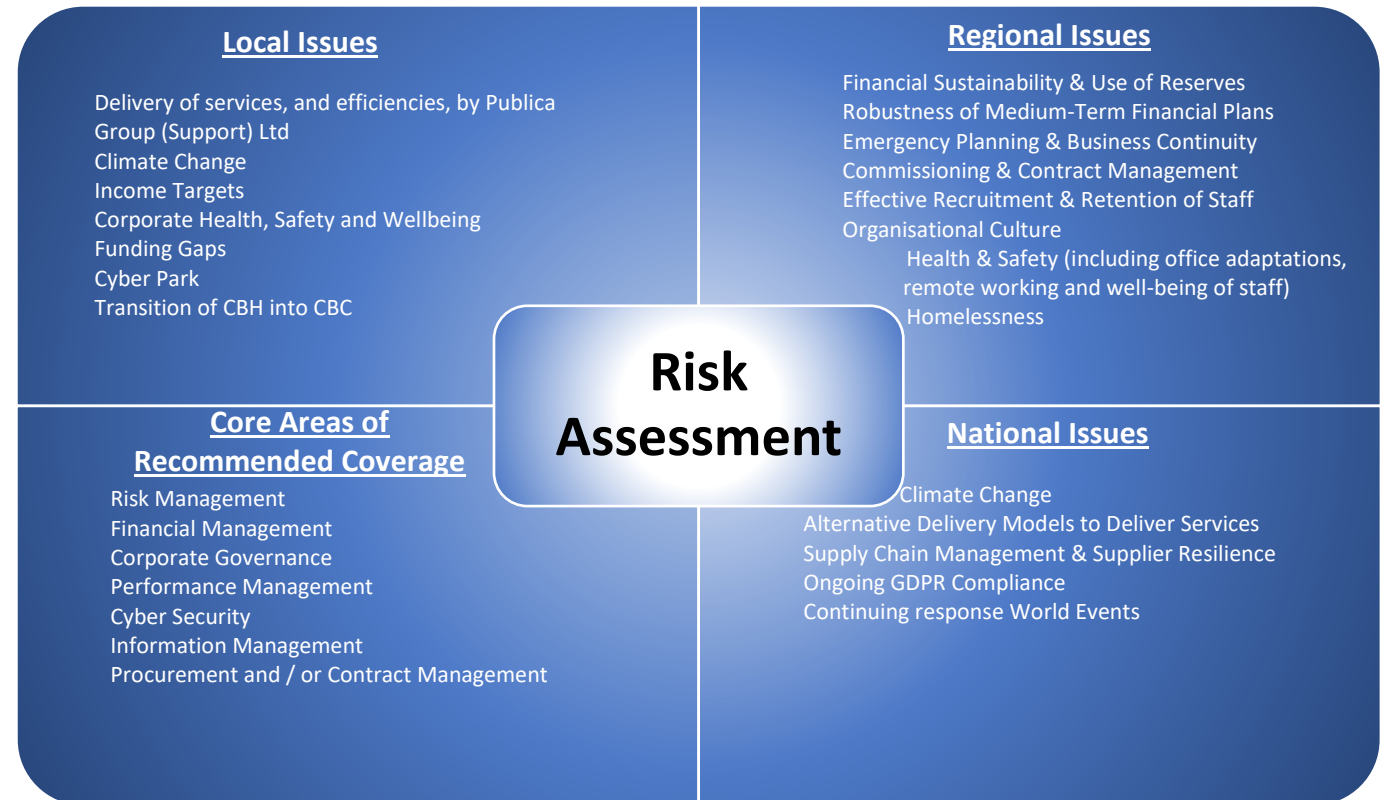 Local Issues
Delivery of services, and efficiencies, by Publica
Group (Support) Ltd
Climate Change
Income Targets
Corporate Health, Safety and Wellbeing
Funding Gaps
Cyber Park
Transition of CBH into CBC
Regional Issues
Financial Sustainability & Use of Reserves
Robustness of Medium-Term Financial Plans
Emergency Planning & Business Continuity
Commissioning & Contract Management
Effective Recruitment & Retention of Staff
Organisational Culture
Health & Safety (including office adaptations,
remote working and well-being of staff)
Homelessness
Risk
Assessment
Core Areas of
Recommended Coverage
Risk Management
Financial Management
Corporate Governance
Performance Management
Cyber Security
Information Management
Procurement and / or Contract Management
National Issues
Climate Change
Alternative Delivery Models to Deliver Services
Supply Chain Management & Supplier Resilience
Ongoing GDPR Compliance
Continuing response World Events